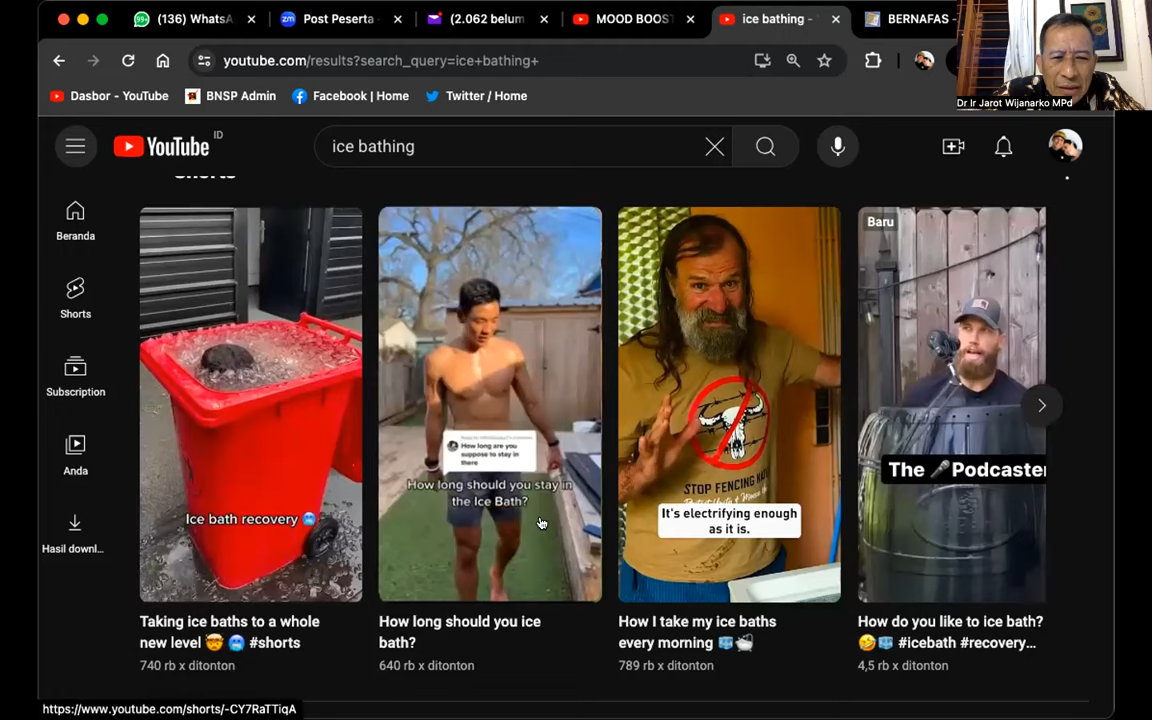 (136) WhatsA
Post Peserta
(2.062 belum
MOOD BOOST
ice bathing -
BERNAFAS -
youtube.com/results?search_query=ice+bathing+
Dasbor - YouTube
BNSP Admin
Facebook | Home
Twitter / Home
Dr Ir Jarot Wijanarko MPd
YouTube
ID
ice bathing
Shorts
Beranda
Shorts
Subscription
Anda
Hasil downl...
Ice bath recovery
How long are you
suppose to stay in
there
How long should you stay in
the Ice Bath?
STOP FENCING
It's electrifying enough
as it is.
Baru
The 🎤Podcaster
Taking ice baths to a whole
new level 🤯 🥶 #shorts
740 rb x ditonton
How long should you ice
bath?
640 rb x ditonton
How I take my ice baths
every morning
789 rb x ditonton
How do you like to ice bath?
🤣 #icebath #recovery...
4,5 rb x ditonton
https://www.youtube.com/shorts/-CY7RaTTiqA